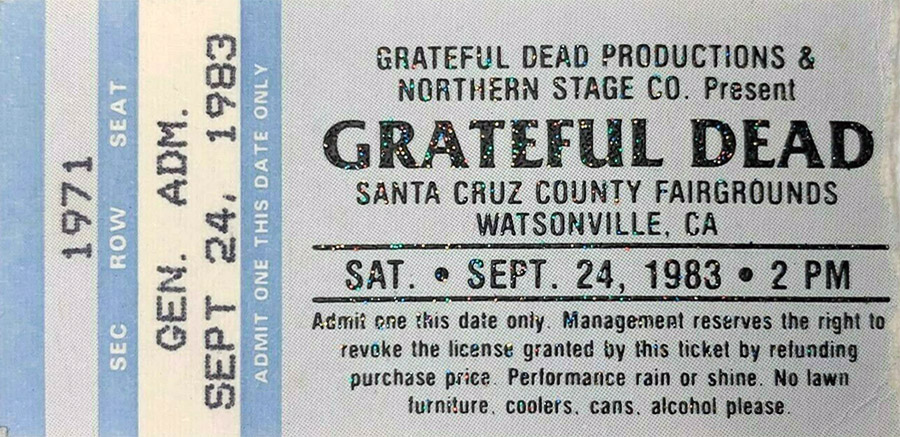 1971
SEC ROW SEAT
GEN. ADM.
SEPT 24, 1983
ADMIT ONE THIS DATE ONLY
GRATEFUL DEAD PRODUCTIONS &
NORTHERN STAGE CO. Present
GRATEFUL DEAD
SANTA CRUZ COUNTY FAIRGROUNDS
WATSONVILLE, CA
SAT. • SEPT. 24, 1983 • 2 PM
Admit one this date only. Management reserves the right to
revoke the license granted by this ticket by refunding
purchase price. Performance rain or shine. No lawn
furniture, coolers, cans, alcohol please.